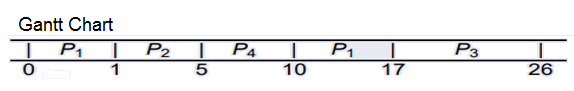 Gantt Chart
| P₁ | P₂ | P₄ | P₁ | P₃ |
0 1 5 10 17 26